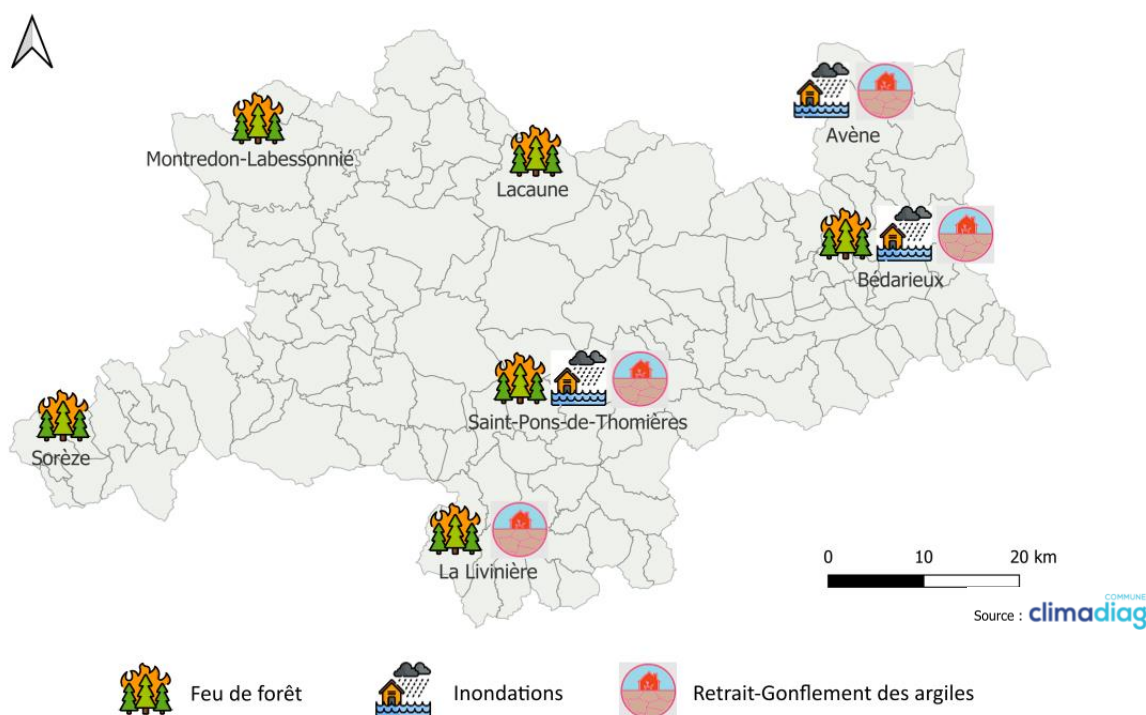 Montredon-Labessonnié
Lacaune
Avène
Bédarieux
Saint-Pons-de-Thomières
Sorèze
La Livinière
0 10 20 km
Source : COMMUNE climadiag
Feu de forêt Inondations Retrait-Gonflement des argiles